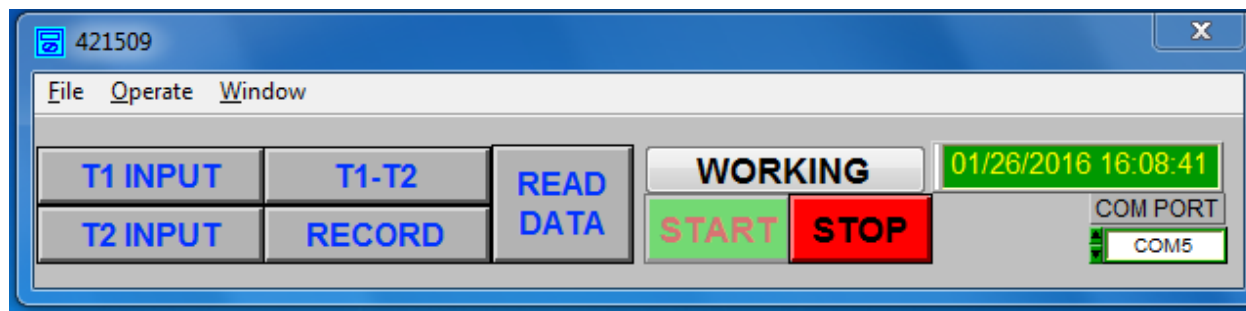 421509
X
File Operate Window
T1 INPUT T1-T2 READ DATA WORKING 01/26/2016 16:08:41
T2 INPUT RECORD START STOP COM PORT
COM5